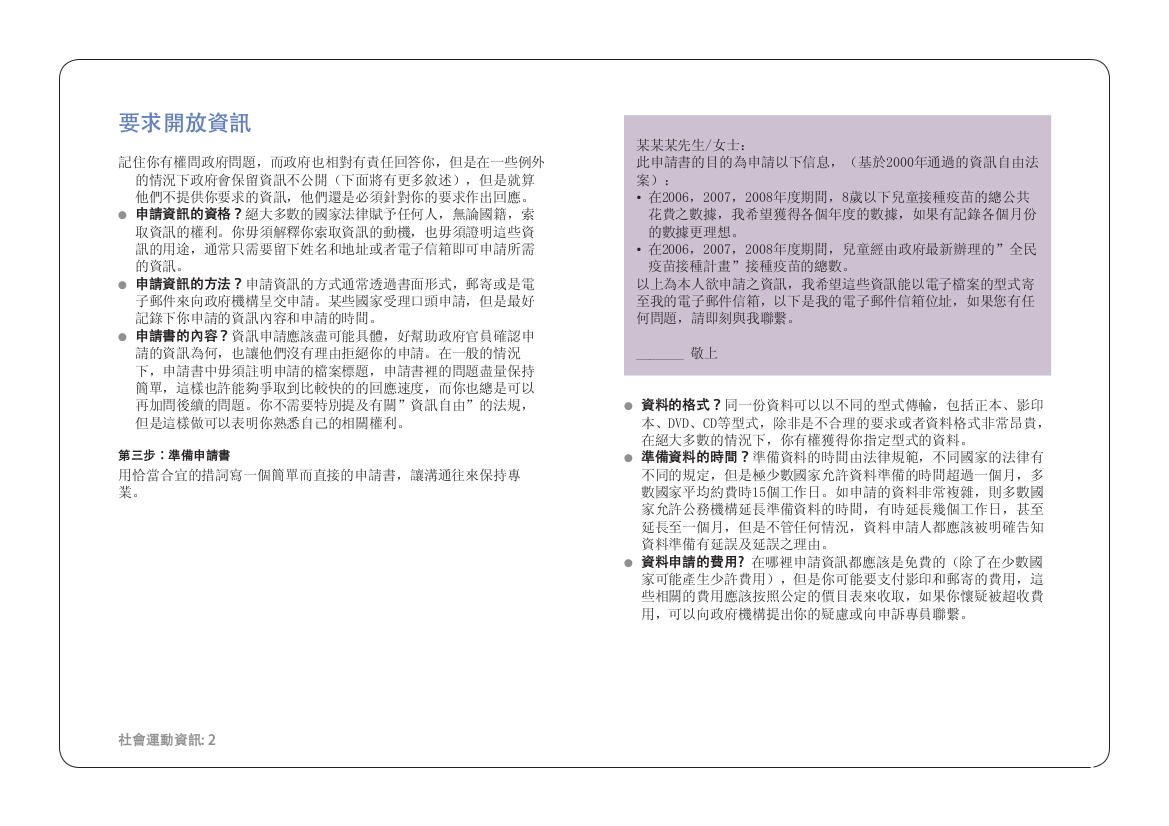 要求開放資訊
記住你有權問政府問題，而政府也相對有責任回答你，但是在一些例外
的情況下政府會保留資訊不公開（下面將有更多敘述），但是就算
他們不提供你要求的資訊，他們還是必須針對你的要求作出回應。
● 申請資訊的資格？絕大多數的國家法律賦予任何人，無論國籍，索
取資訊的權利。你毋須解釋你索取資訊的動機，也毋須證明這些資
訊的用途，通常只需要留下姓名和地址或者電子信箱即可申請所需
的資訊。
● 申請資訊的方法？申請資訊的方式通常透過書面形式，郵寄或是電
子郵件來向政府機構呈交申請。某些國家受理口頭申請，但是最好
記錄下你申請的資訊內容和申請的時間。
● 申請書的內容？資訊申請應該盡可能具體，好幫助政府官員確認申
請的資訊為何，也讓他們沒有理由拒絕你的申請。在一般的情況
下，申請書中毋須註明申請的檔案標題，申請書裡的問題盡量保持
簡單，這樣也許能夠爭取到比較快的的回應速度，而你也總是可以
再加問後續的問題。你不需要特別提及有關”資訊自由”的法規，
但是這樣做可以表明你熟悉自己的相關權利。
第三步：準備申請書
用恰當合宜的措詞寫一個簡單而直接的申請書，讓溝通往來保持專
業。
某某某先生/女士：
此申請書的目的為申請以下信息，（基於2000年通過的資訊自由法
案）：
• 在2006，2007，2008年度期間，8歲以下兒童接種疫苗的總公共
花費之數據，我希望獲得各個年度的數據，如果有記錄各個月份
的數據更理想。
• 在2006，2007，2008年度期間，兒童經由政府最新辦理的”全民
疫苗接種計畫”接種疫苗的總數。
以上為本人欲申請之資訊，我希望這些資訊能以電子檔案的型式寄
至我的電子郵件信箱，以下是我的電子郵件信箱位址，如果您有任
何問題，請即刻與我聯繫。
_______ 敬上
● 資料的格式？同一份資料可以以不同的型式傳輸，包括正本、影印
本、DVD、CD等型式，除非是不合理的要求或者資料格式非常昂貴，
在絕大多數的情況下，你有權獲得你指定型式的資料。
● 準備資料的時間？準備資料的時間由法律規範，不同國家的法律有
不同的規定，但是極少數國家允許資料準備的時間超過一個月，多
數國家平均約費時15個工作日。如申請的資料非常複雜，則多數國
家允許公務機構延長準備資料的時間，有時延長幾個工作日，甚至
延長至一個月，但是不管任何情況，資料申請人都應該被明確告知
資料準備有延誤及延誤之理由。
● 資料申請的費用? 在哪裡申請資訊都應該是免費的（除了在少數國
家可能產生少許費用），但是你可能要支付影印和郵寄的費用，這
些相關的費用應該按照公定的價目表來收取，如果你懷疑被超收費
用，可以向政府機構提出你的疑慮或向申訴專員聯繫。
社會運動資訊: 2